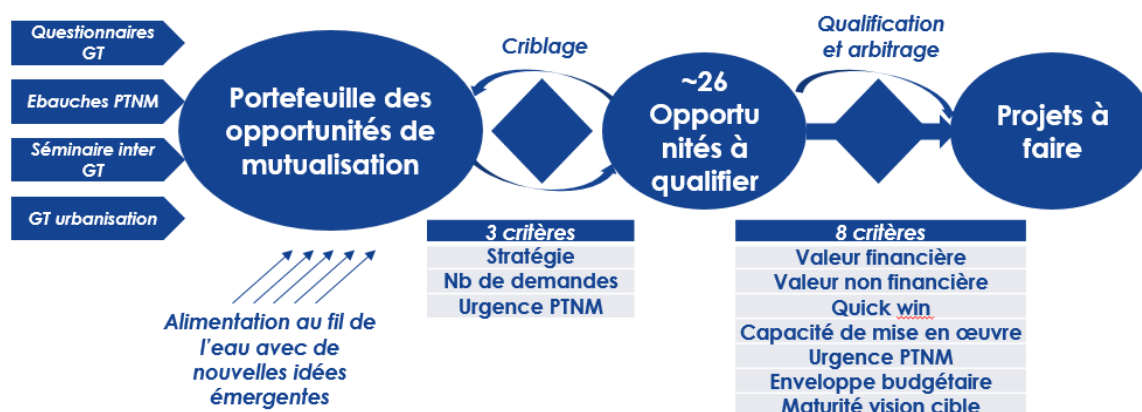 Questionnaires
GT
Ebauches PTNM
Séminaire inter
GT
GT urbanisation
Portefeuille des
opportunités de
mutualisation
Alimentation au fil de
l'eau avec de
nouvelles idées
émergentes
Criblage
3 critères
Stratégie
Nb de demandes
Urgence PTNM
~26
Opportu
nités à
qualifier
Qualification
et arbitrage
8 critères
Valeur financière
Valeur non financière
Quick win
Capacité de mise en œuvre
Urgence PTNM
Enveloppe budgétaire
Maturité vision cible
Projets à
faire